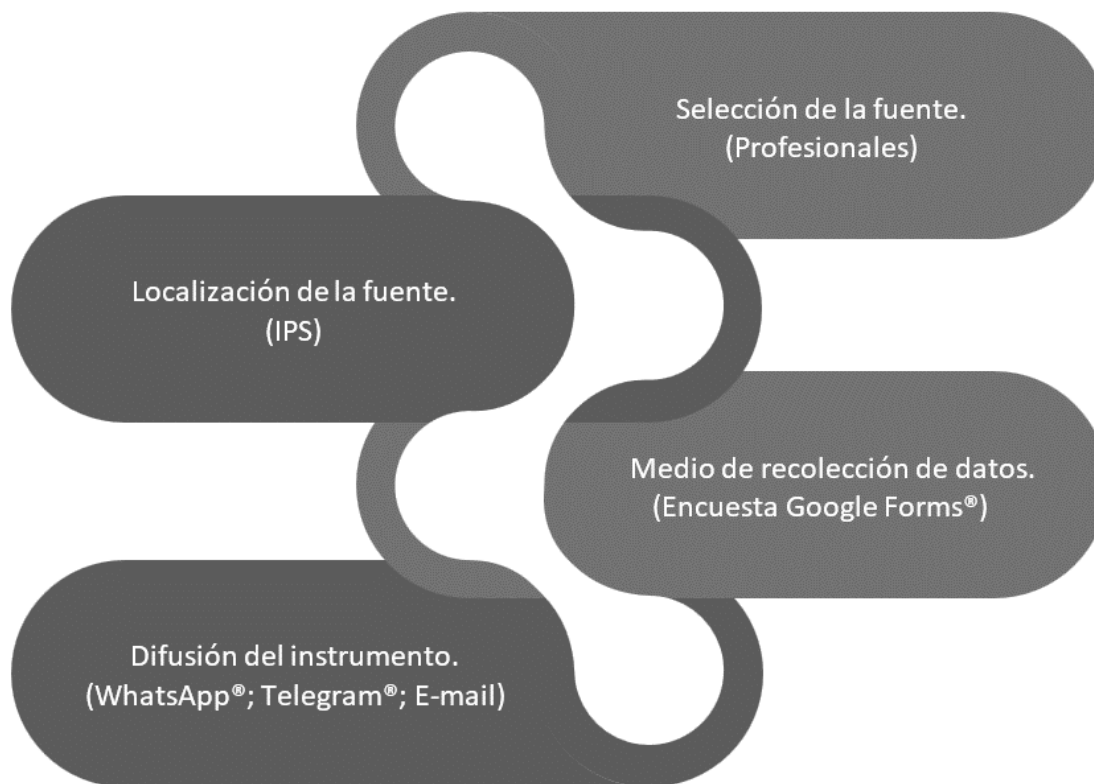 Selección de la fuente.
(Profesionales)
Localización de la fuente.
(IPS)
Medio de recolección de datos.
(Encuesta Google Forms®)
Difusión del instrumento.
(WhatsApp®; Telegram®; E-mail)